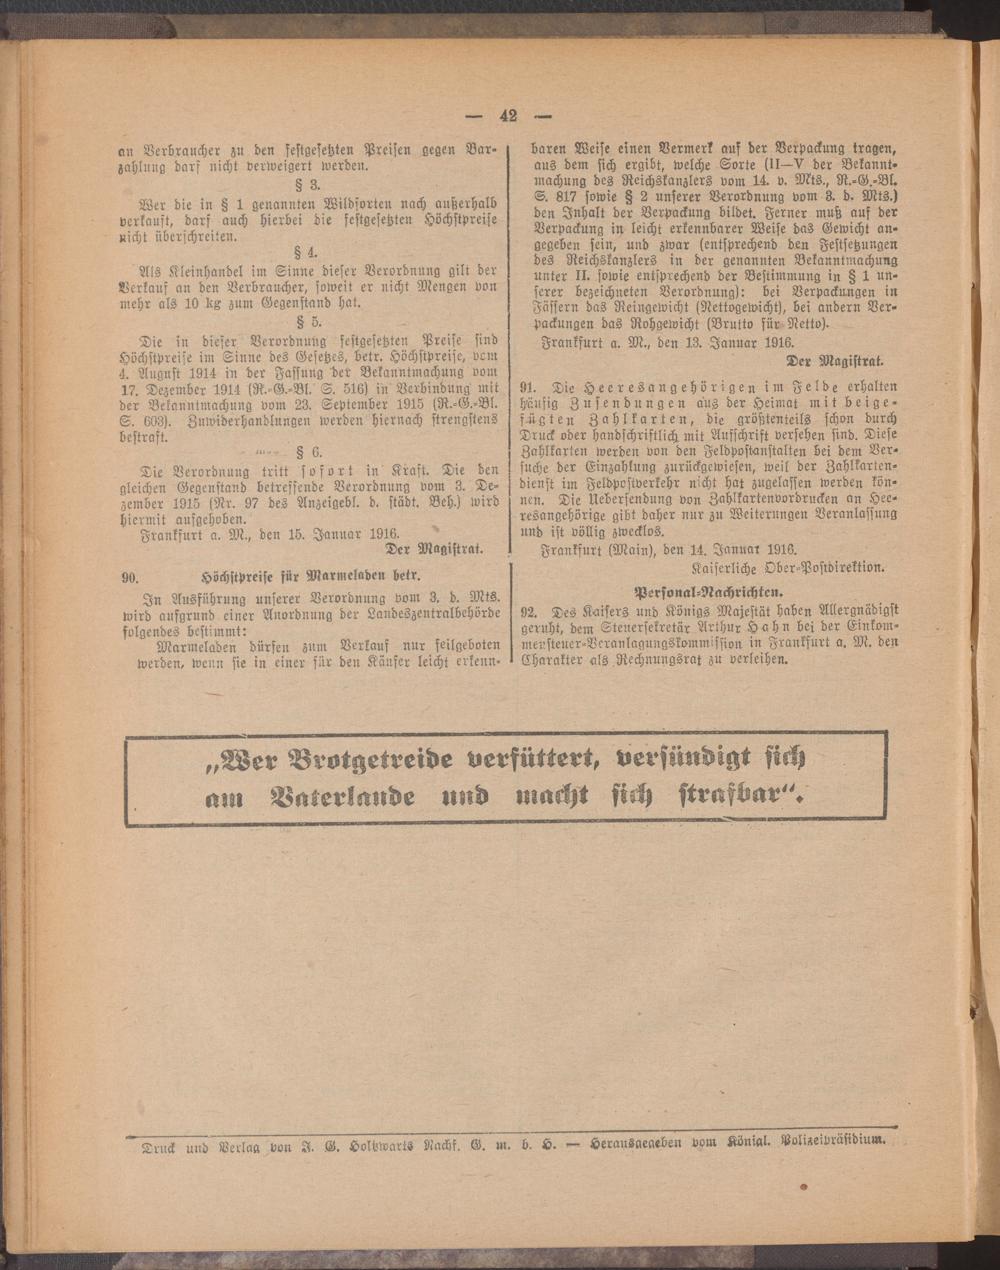 — 42 —
an Verbraucher zu den festgesetzten Preisen gegen Bar-
zahlung darf nicht verweigert werden.
§ 3.
Wer die in § 1 genannten Wildsorten nach außerhalb
verkauft, darf auch hierbei die festgesetzten Höchstpreise
nicht überschreiten.
§ 4.
Als Kleinhandel im Sinne dieser Verordnung gilt der
Verkauf an den Verbraucher, soweit er nicht Mengen von
mehr als 10 kg zum Gegenstand hat.
§ 5.
Die in dieser Verordnung festgesetzten Preise sind
Höchstpreise im Sinne des Gesetzes, betr. Höchstpreise, vom
4. August 1914 in der Fassung der Bekanntmachung vom
17. Dezember 1914 (R.-G.-Bl. S. 516) in Verbindung mit
der Bekanntmachung vom 23. September 1915 (R.-G.-Bl.
S. 603). Zuwiderhandlungen werden hiernach strengstens
bestraft.
§ 6.
Die Verordnung tritt sofort in Kraft. Die den
gleichen Gegenstand betreffende Verordnung vom 3. De-
zember 1915 (Nr. 97 des Anzeigebl. d. städt. Beh.) wird
hiermit aufgehoben.
Frankfurt a. M., den 15. Januar 1916.
Der Magistrat.
90. Höchstpreise für Marmeladen betr.
In Ausführung unserer Verordnung vom 3. d. Mts.
wird aufgrund einer Anordnung der Landeszentralbehörde
folgendes bestimmt:
Marmeladen dürfen zum Verkauf nur feilgeboten
werden, wenn sie in einer für den Käufer leicht erkenn-
baren Weise einen Vermerk auf der Verpackung tragen,
aus dem sich ergibt, welche Sorte (II—V der Bekannt-
machung des Reichskanzlers vom 14. v. Mts., R.-G.-Bl.
S. 817 sowie § 2 unserer Verordnung vom 3. d. Mts.)
den Inhalt der Verpackung bildet. Ferner muß auf der
Verpackung in leicht erkennbarer Weise das Gewicht an-
gegeben sein, und zwar (entsprechend den Festsetzungen
des Reichskanzlers in der genannten Bekanntmachung
unter II. sowie entsprechend der Bestimmung in § 1 un-
serer bezeichneten Verordnung): bei Verpackungen in
Fässern das Reingewicht (Nettogewicht), bei andern Ver-
packungen das Rohgewicht (Brutto für Netto).
Frankfurt a. M., den 13. Januar 1916.
Der Magistrat.
91. Die Heeresangehörigen im Felde erhalten
häufig Zusendungen aus der Heimat mit beige-
fügten Zahlkarten, die größtenteils schon durch
Druck oder handschriftlich mit Aufschrift versehen sind. Diese
Zahlkarten werden von den Feldpostanstalten bei dem Ver-
suche der Einzahlung zurückgewiesen, weil der Zahlkarten-
dienst im Feldpostverkehr nicht hat zugelassen werden kön-
nen. Die Uebersendung von Zahlkartenvordrucken an Hee-
resangehörige gibt daher nur zu Weiterungen Veranlassung
und ist völlig zwecklos.
Frankfurt (Main), den 14. Januar 1916.
Kaiserliche Ober-Postdirektion.
Personal-Nachrichten.
92. Des Kaisers und Königs Majestät haben Allergnädigst
geruht, dem Steuersekretär Arthur Hahn bei der Einkom-
mensteuer-Veranlagungskommission in Frankfurt a. M. den
Charakter als Rechnungsrat zu verleihen.
„Wer Brotgetreide verfüttert, versündigt sich
am Vaterlande und macht sich strafbar“.
Druck und Verlag von J. G. Holtzwarts Nachf. G. m. b. H. — Herausgegeben vom Königl. Polizeipräsidium.